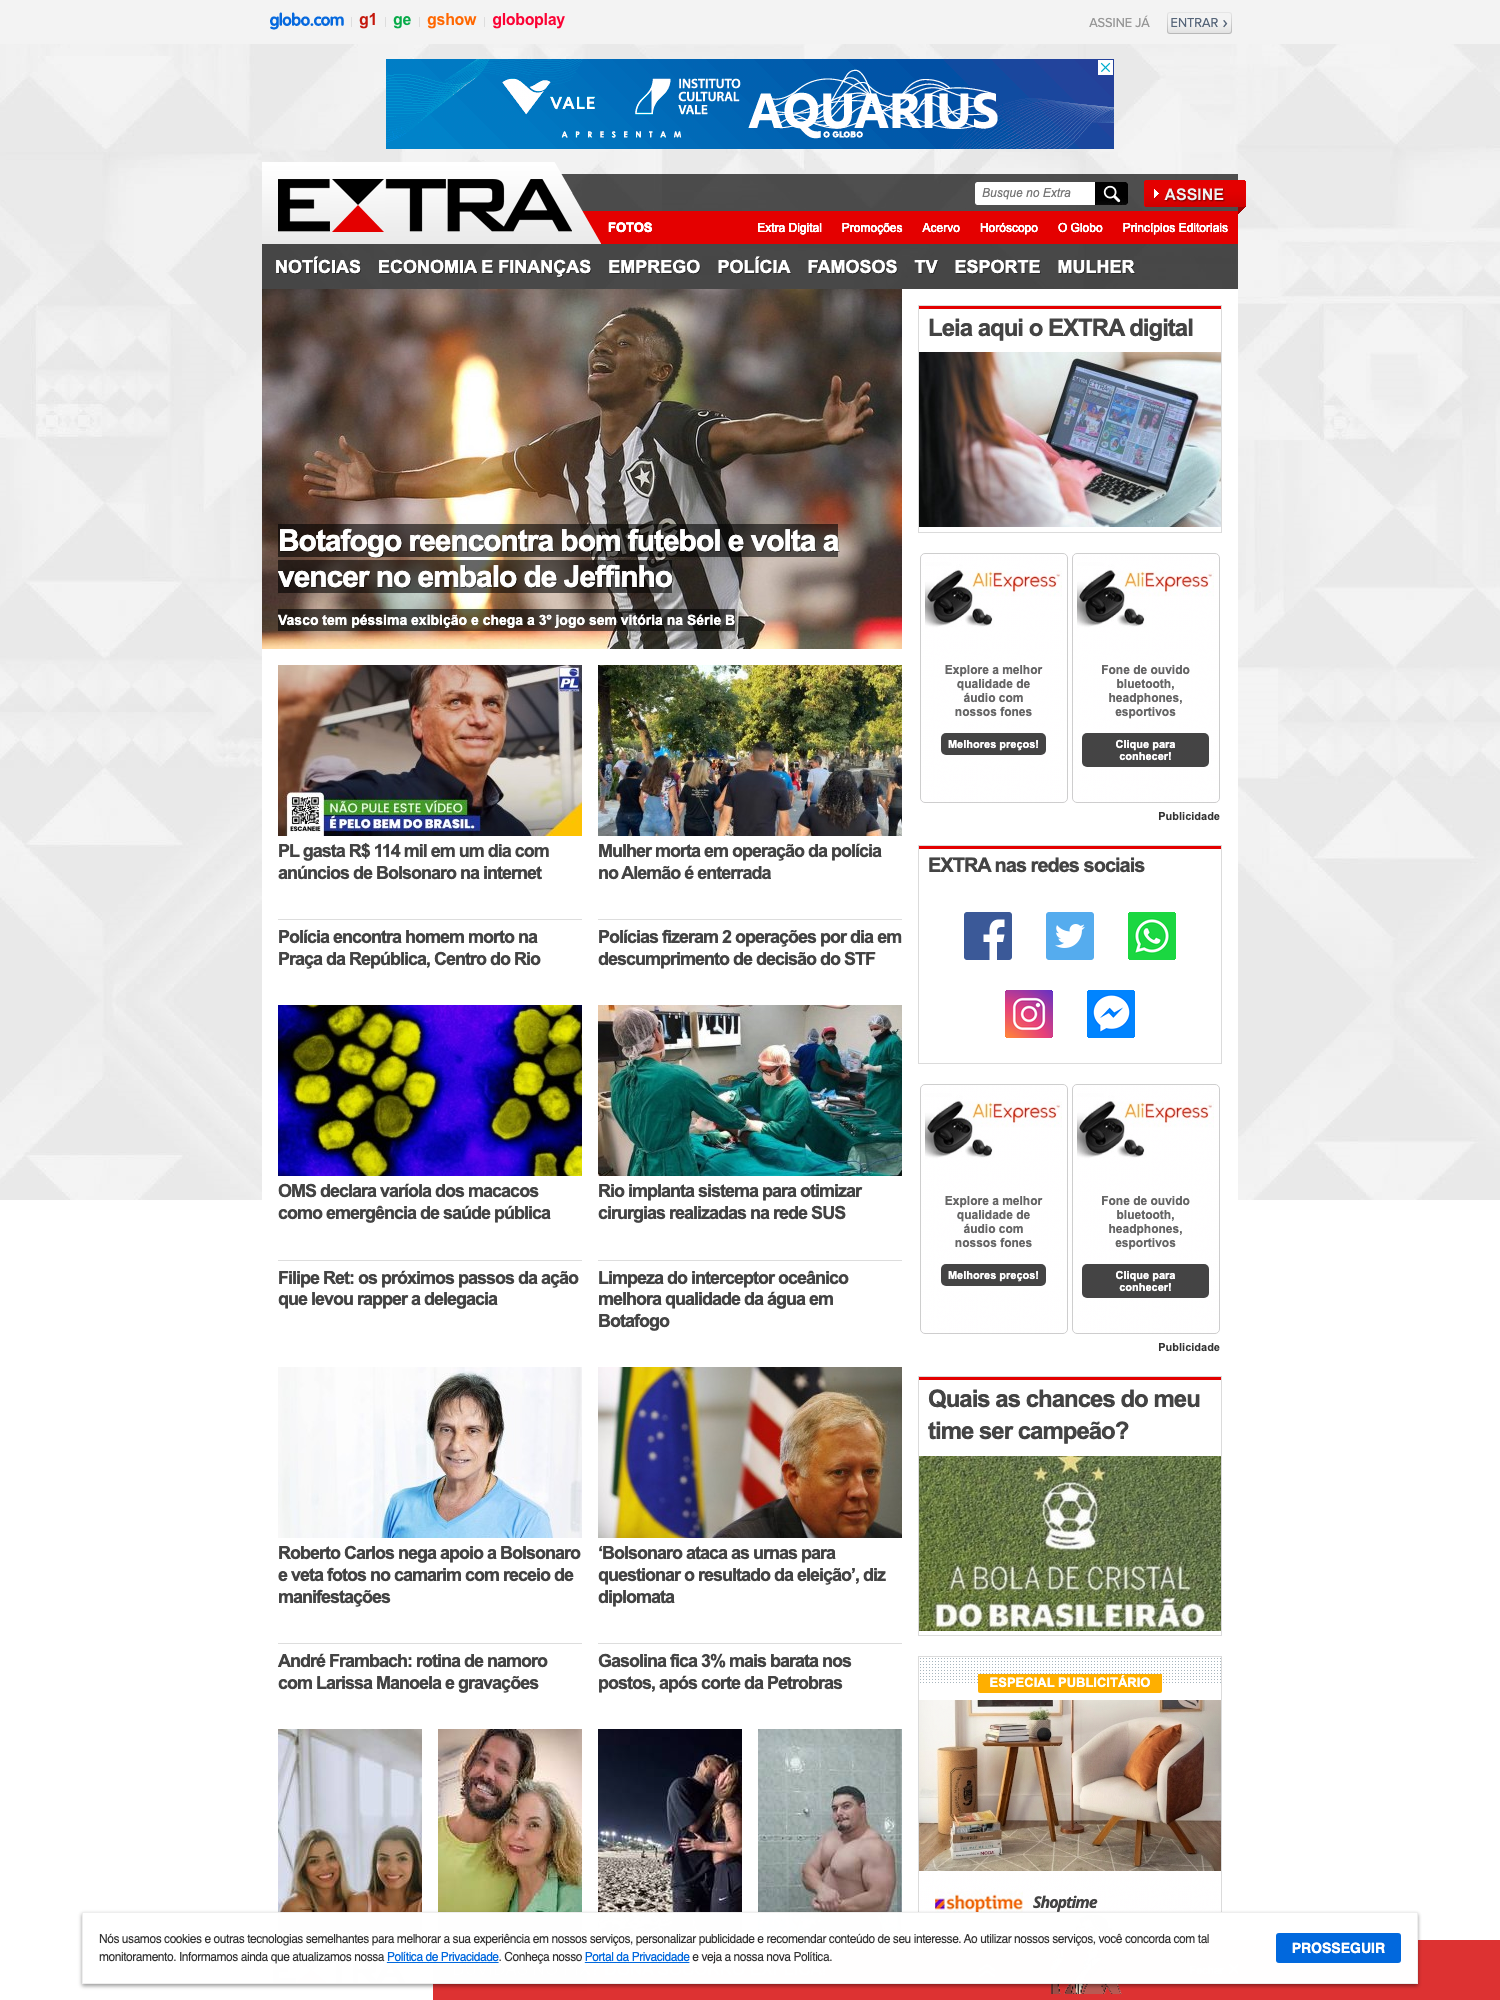 globo.com
g1
ge
gshow
globoplay
ASSINE JÁ
ENTRAR
VALE
INSTITUTO
CULTURAL
VALE
APRESENTAM
AQUARIUS
O GLOBO
EXTRA
Busque no Extra
ASSINE
FOTOS
Extra Digital
Promoções
Acervo
Horóscopo
O Globo
Princípios Editoriais
NOTÍCIAS
ECONOMIA E FINANÇAS
EMPREGO
POLÍCIA
FAMOSOS
TV
ESPORTE
MULHER
Botafogo reencontra bom futebol e volta a
vencer no embalo de Jeffinho
Vasco tem péssima exibição e chega a 3º jogo sem vitória na Série B
PL
NÃO PULE ESTE VÍDEO
É PELO BEM DO BRASIL.
ESCANEIE
PL gasta R$ 114 mil em um dia com
anúncios de Bolsonaro na internet
Mulher morta em operação da polícia
no Alemão é enterrada
Polícia encontra homem morto na
Praça da República, Centro do Rio
Polícias fizeram 2 operações por dia em
descumprimento de decisão do STF
OMS declara varíola dos macacos
como emergência de saúde pública
Rio implanta sistema para otimizar
cirurgias realizadas na rede SUS
Filipe Ret: os próximos passos da ação
que levou rapper a delegacia
Limpeza do interceptor oceânico
melhora qualidade da água em
Botafogo
Roberto Carlos nega apoio a Bolsonaro
e veta fotos no camarim com receio de
manifestações
‘Bolsonaro ataca as urnas para
questionar o resultado da eleição’, diz
diplomata
André Frambach: rotina de namoro
com Larissa Manoela e gravações
Gasolina fica 3% mais barata nos
postos, após corte da Petrobras
Leia aqui o EXTRA digital
AliExpress
Explore a melhor
qualidade de
áudio com
nossos fones
Melhores preços!
AliExpress
Fone de ouvido
bluetooth,
headphones,
esportivos
Clique para
conhecer!
Publicidade
EXTRA nas redes sociais
AliExpress
Explore a melhor
qualidade de
áudio com
nossos fones
Melhores preços!
AliExpress
Fone de ouvido
bluetooth,
headphones,
esportivos
Clique para
conhecer!
Publicidade
Quais as chances do meu
time ser campeão?
A BOLA DE CRISTAL
DO BRASILEIRÃO
ESPECIAL PUBLICITÁRIO
shoptime
Shoptime
Nós usamos cookies e outras tecnologias semelhantes para melhorar a sua experiência em nossos serviços, personalizar publicidade e recomendar conteúdo de seu interesse. Ao utilizar nossos serviços, você concorda com tal
monitoramento. Informamos ainda que atualizamos nossa Política de Privacidade. Conheça nosso Portal da Privacidade e veja a nossa nova Política.
PROSSEGUIR